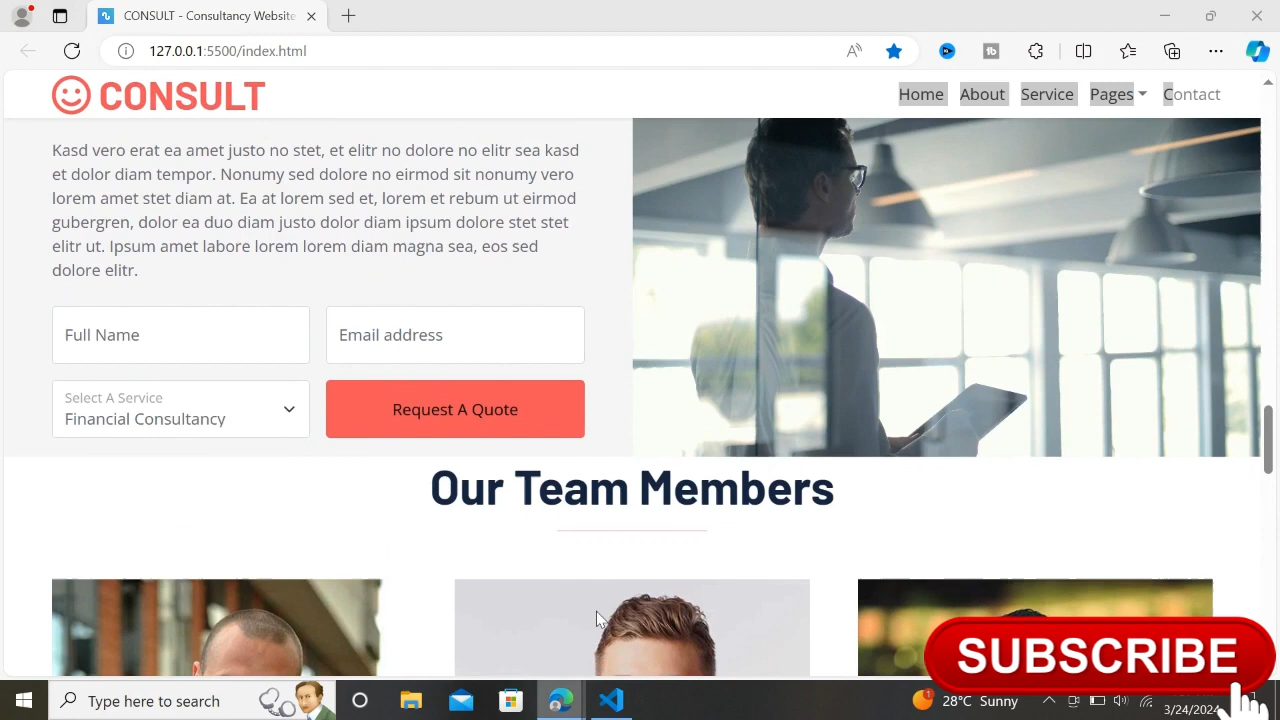 CONSULT - Consultancy Website
127.0.0.1:5500/index.html
CONSULT
Home About Service Pages Contact
Kasd vero erat ea amet justo no stet, et elitr no dolore no elitr sea kasd
et dolor diam tempor. Nonumy sed dolore no eirmod sit nonumy vero
lorem amet stet diam at. Ea at lorem sed et, lorem et rebum ut eirmod
gubergren, dolor ea duo diam justo dolor diam ipsum dolore stet stet
elitr ut. Ipsum amet labore lorem lorem diam magna sea, eos sed
dolore elitr.
Full Name
Email address
Select A Service
Financial Consultancy
Request A Quote
Our Team Members
SUBSCRIBE
Type here to search
1
28°C Sunny
3/24/2024